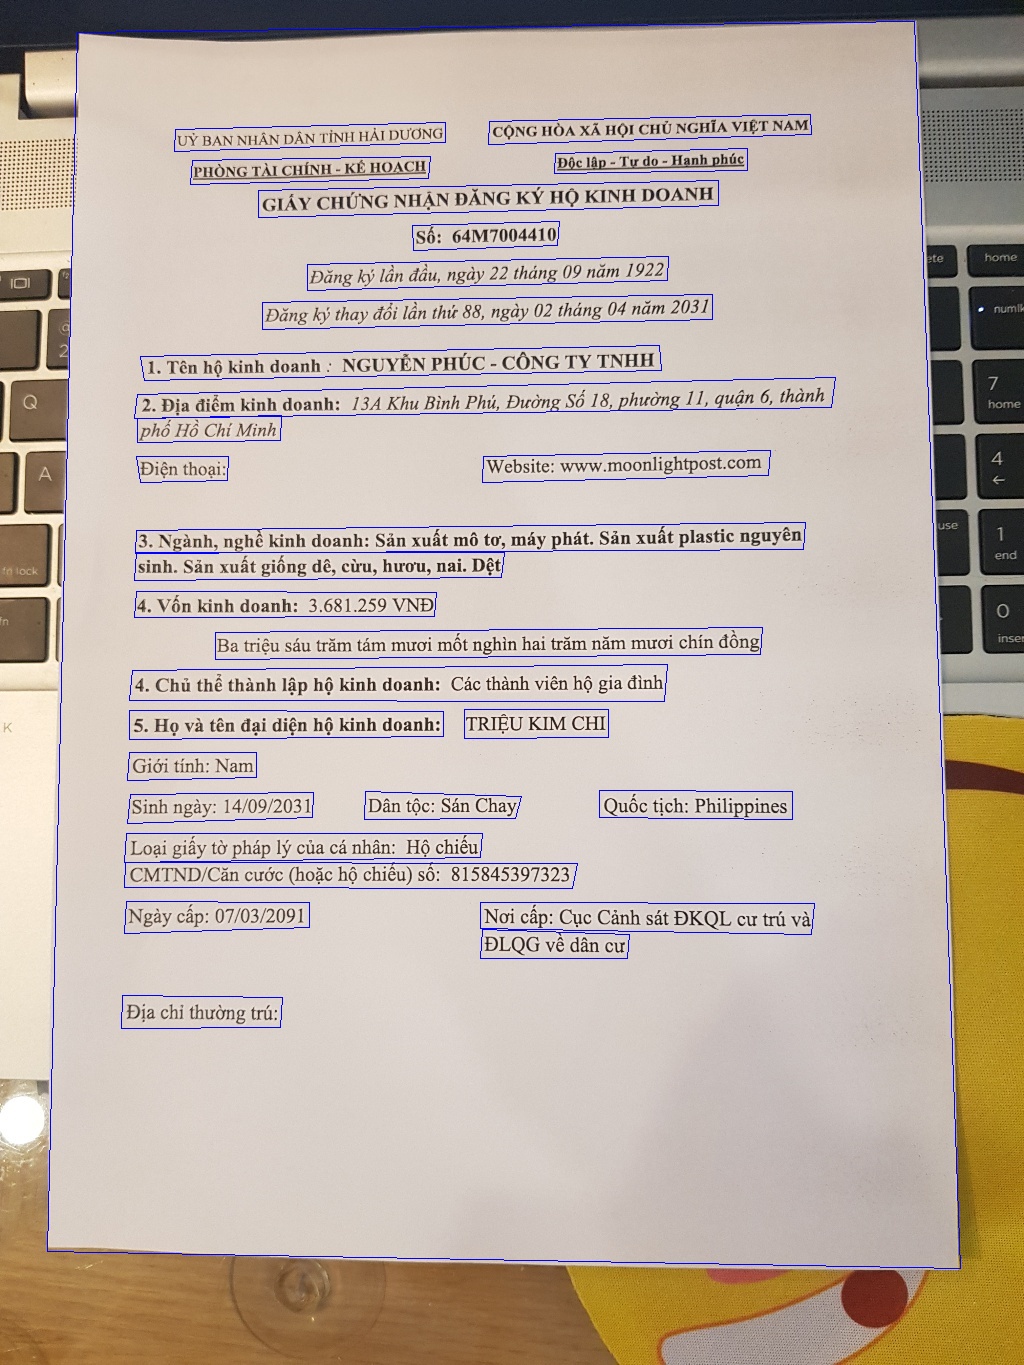 UỶ BAN NHÂN DÂN TỈNH HẢI DƯƠNG
CỘNG HÒA XÃ HỘI CHỦ NGHĨA VIỆT NAM
PHÒNG TÀI CHÍNH - KẾ HOẠCH
Độc lập - Tự do - Hạnh phúc
GIẤY CHỨNG NHẬN ĐĂNG KÝ HỘ KINH DOANH
Số: 64M7004410
Đăng ký lần đầu, ngày 22 tháng 09 năm 1922
Đăng ký thay đổi lần thứ 88, ngày 02 tháng 04 năm 2031
1. Tên hộ kinh doanh : NGUYỄN PHÚC - CÔNG TY TNHH
2. Địa điểm kinh doanh: 13A Khu Bình Phú, Đường Số 18, phường 11, quận 6, thành
phố Hồ Chí Minh
Điện thoại:
Website: www.moonlightpost.com
3. Ngành, nghề kinh doanh: Sản xuất mô tơ, máy phát. Sản xuất plastic nguyên
sinh. Sản xuất giống dê, cừu, hươu, nai. Dệt
4. Vốn kinh doanh: 3.681.259 VNĐ
Ba triệu sáu trăm tám mươi mốt nghìn hai trăm năm mươi chín đồng
4. Chủ thể thành lập hộ kinh doanh: Các thành viên hộ gia đình
5. Họ và tên đại diện hộ kinh doanh: TRIỆU KIM CHI
Giới tính: Nam
Sinh ngày: 14/09/2031
Dân tộc: Sán Chay
Quốc tịch: Philippines
Loại giấy tờ pháp lý của cá nhân: Hộ chiếu
CMTND/Căn cước (hoặc hộ chiếu) số: 815845397323
Ngày cấp: 07/03/2091
Nơi cấp: Cục Cảnh sát ĐKQL cư trú và
ĐLQG về dân cư
Địa chỉ thường trú:
Q
A
K
home
7
home
4
1
end
0